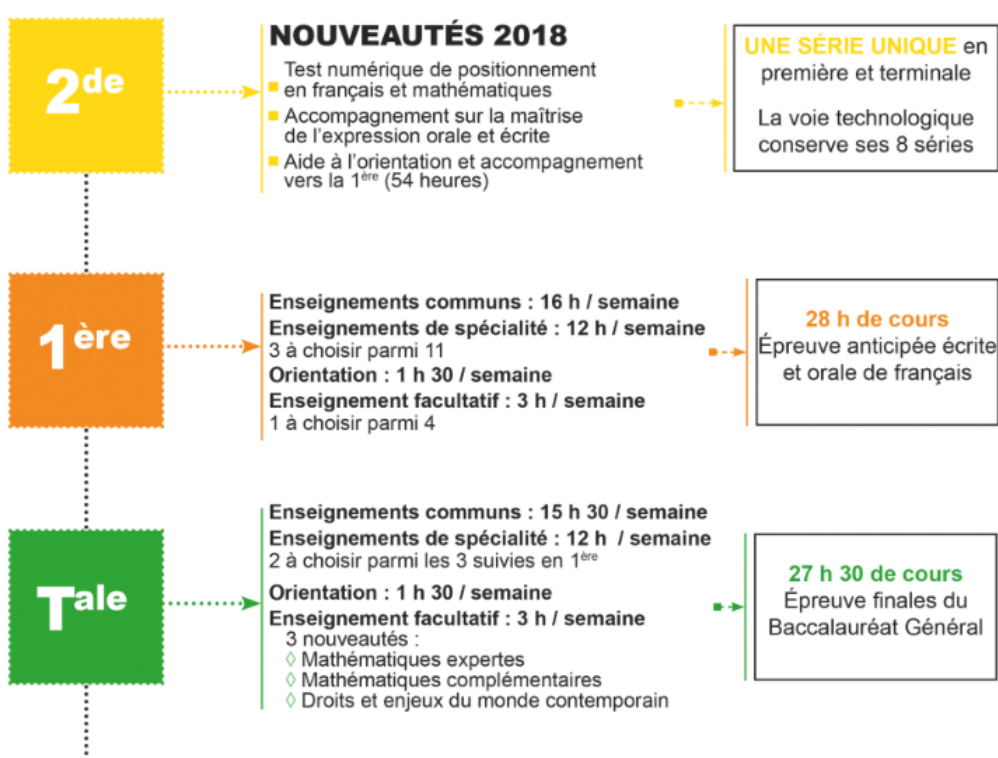 2de
NOUVEAUTÉS 2018
Test numérique de positionnement
en français et mathématiques
Accompagnement sur la maîtrise
de l'expression orale et écrite
Aide à l'orientation et accompagnement
vers la 1ère (54 heures)
UNE SÉRIE UNIQUE en
première et terminale
La voie technologique
conserve ses 8 séries
1ère
Enseignements communs : 16 h / semaine
Enseignements de spécialité : 12 h / semaine
3 à choisir parmi 11
Orientation : 1 h 30 / semaine
Enseignement facultatif : 3 h / semaine
1 à choisir parmi 4
28 h de cours
Épreuve anticipée écrite
et orale de français
Tale
Enseignements communs : 15 h 30 / semaine
Enseignements de spécialité : 12 h / semaine
2 à choisir parmi les 3 suivies en 1ère
Orientation : 1 h 30 / semaine
Enseignement facultatif : 3 h / semaine
3 nouveautés :
◊ Mathématiques expertes
◊ Mathématiques complémentaires
◊ Droits et enjeux du monde contemporain
27 h 30 de cours
Épreuve finales du
Baccalauréat Général